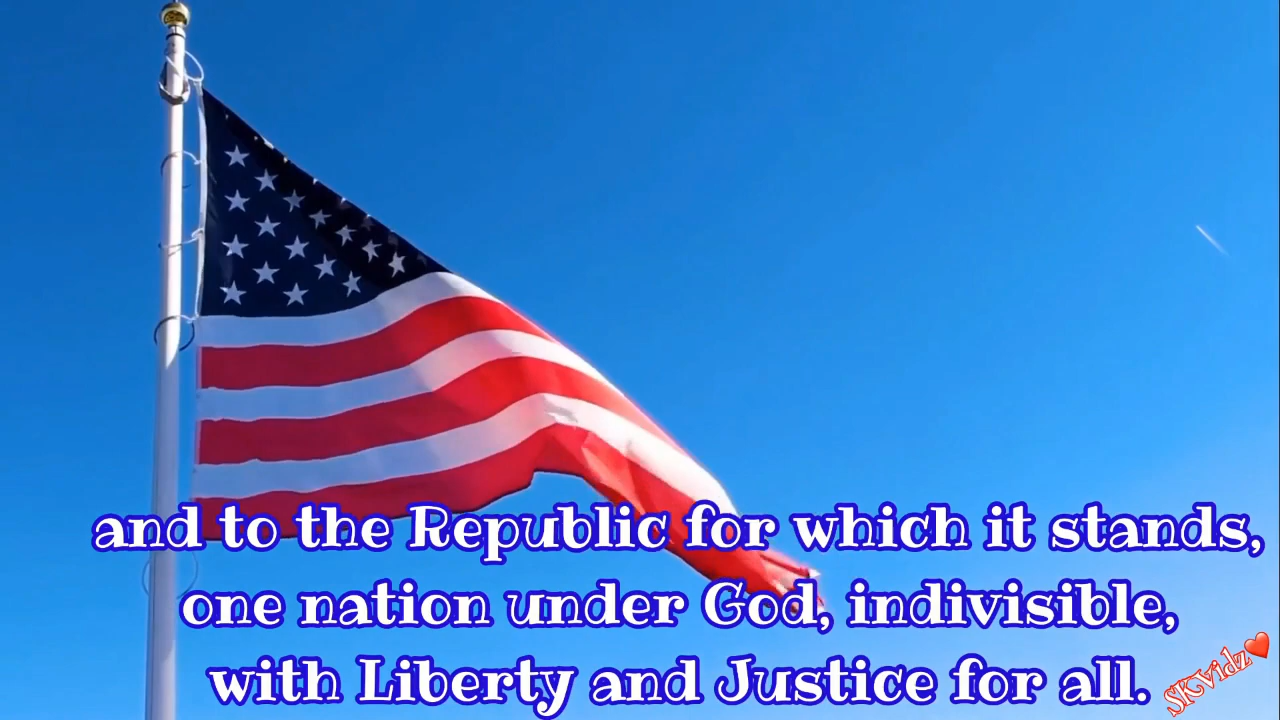 and to the Republic for which it stands,
one nation under God, indivisible,
with Liberty and Justice for all.
SKVidz